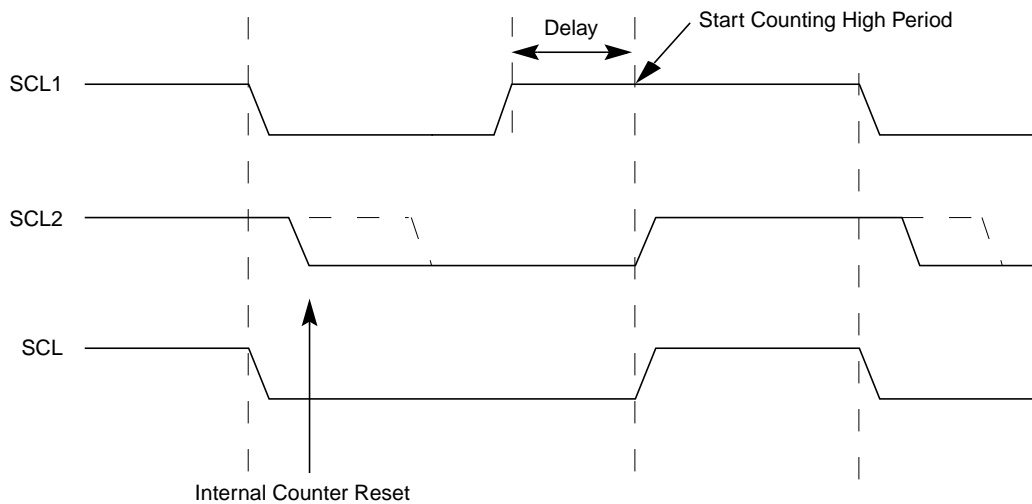 Start Counting High Period
Delay
SCL1
SCL2
SCL
Internal Counter Reset